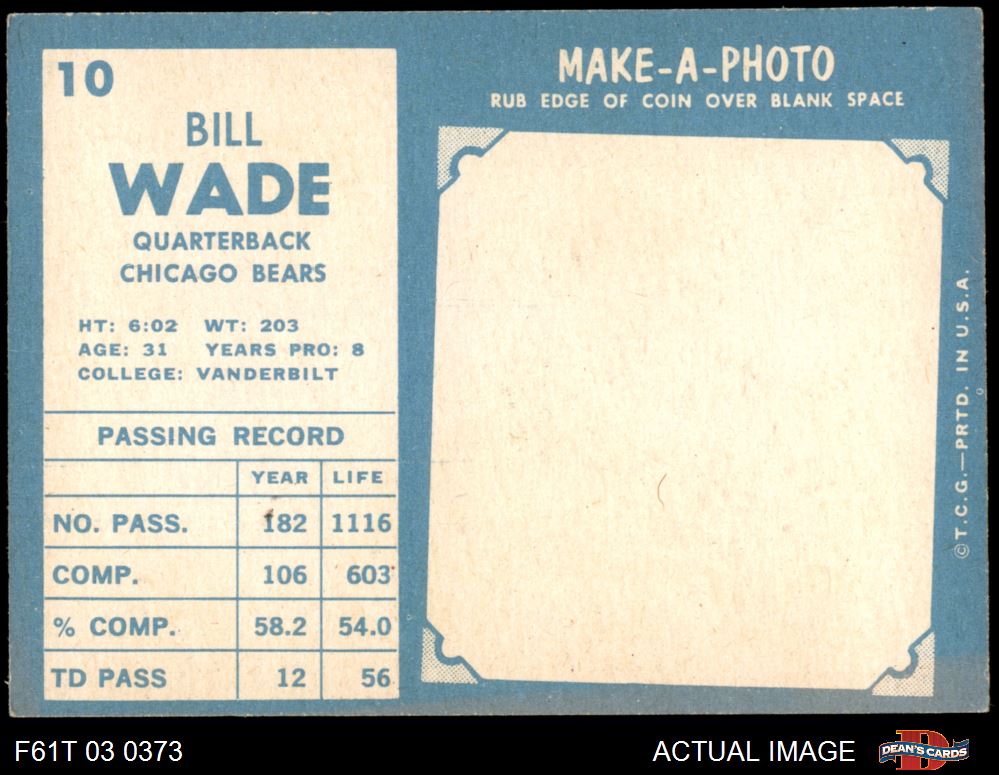 10
BILL
WADE
QUARTERBACK
CHICAGO BEARS
HT: 6:02 WT: 203
AGE: 31 YEARS PRO: 8
COLLEGE: VANDERBILT
PASSING RECORD
YEAR LIFE
NO. PASS. 182 1116
COMP. 106 603
% COMP. 58.2 54.0
TD PASS 12 56
MAKE-A-PHOTO
RUB EDGE OF COIN OVER BLANK SPACE
© T.C.G.—PRTD. IN U.S.A.
F61T 03 0373
ACTUAL IMAGE
DEAN'S CARDS